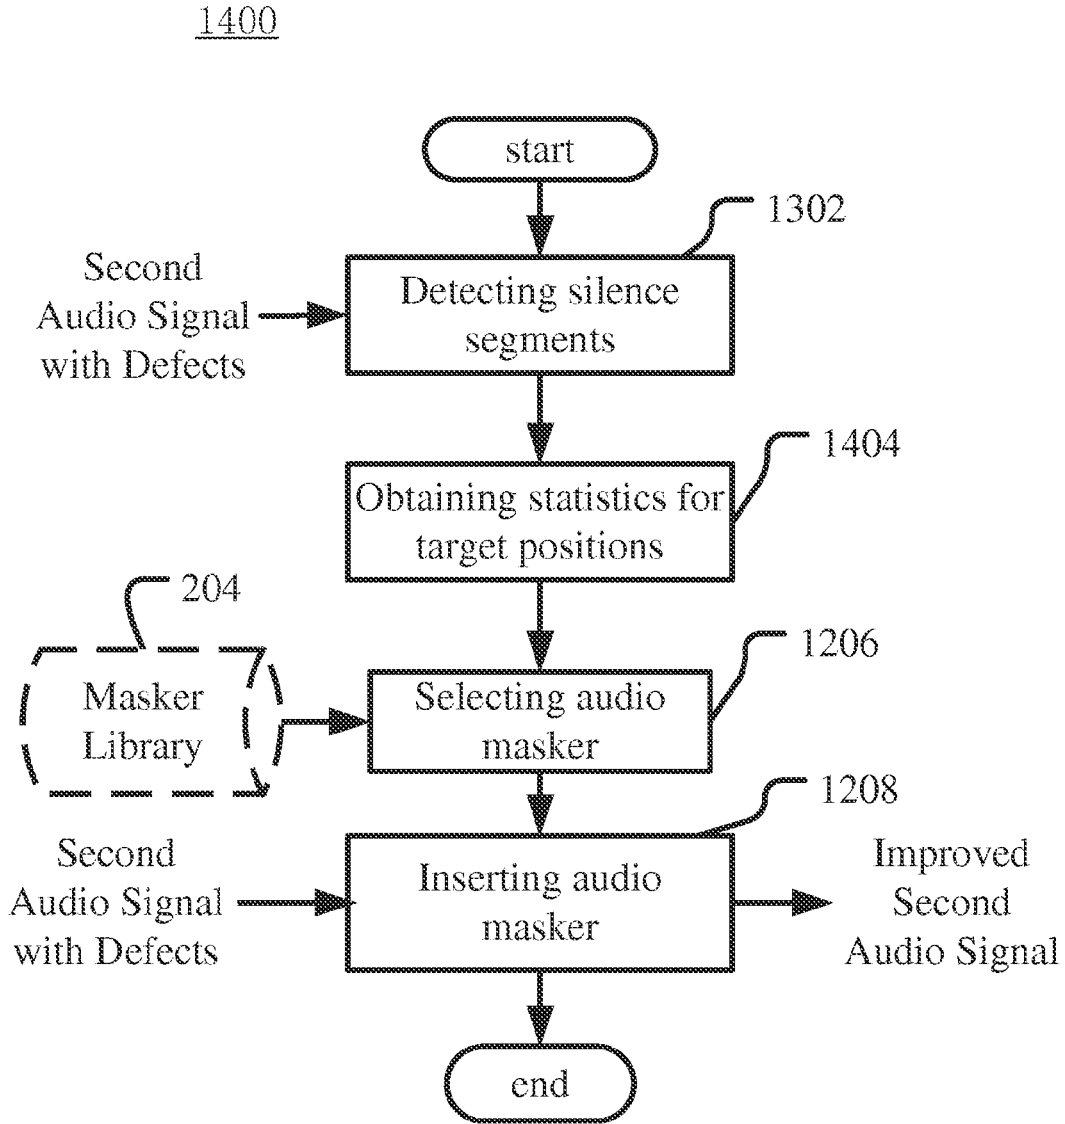 1400
start
1302
Second
Audio Signal
with Defects
Detecting silence
segments
1404
Obtaining statistics for
target positions
204
Masker
Library
1206
Selecting audio
masker
1208
Second
Audio Signal
with Defects
Inserting audio
masker
Improved
Second
Audio Signal
end